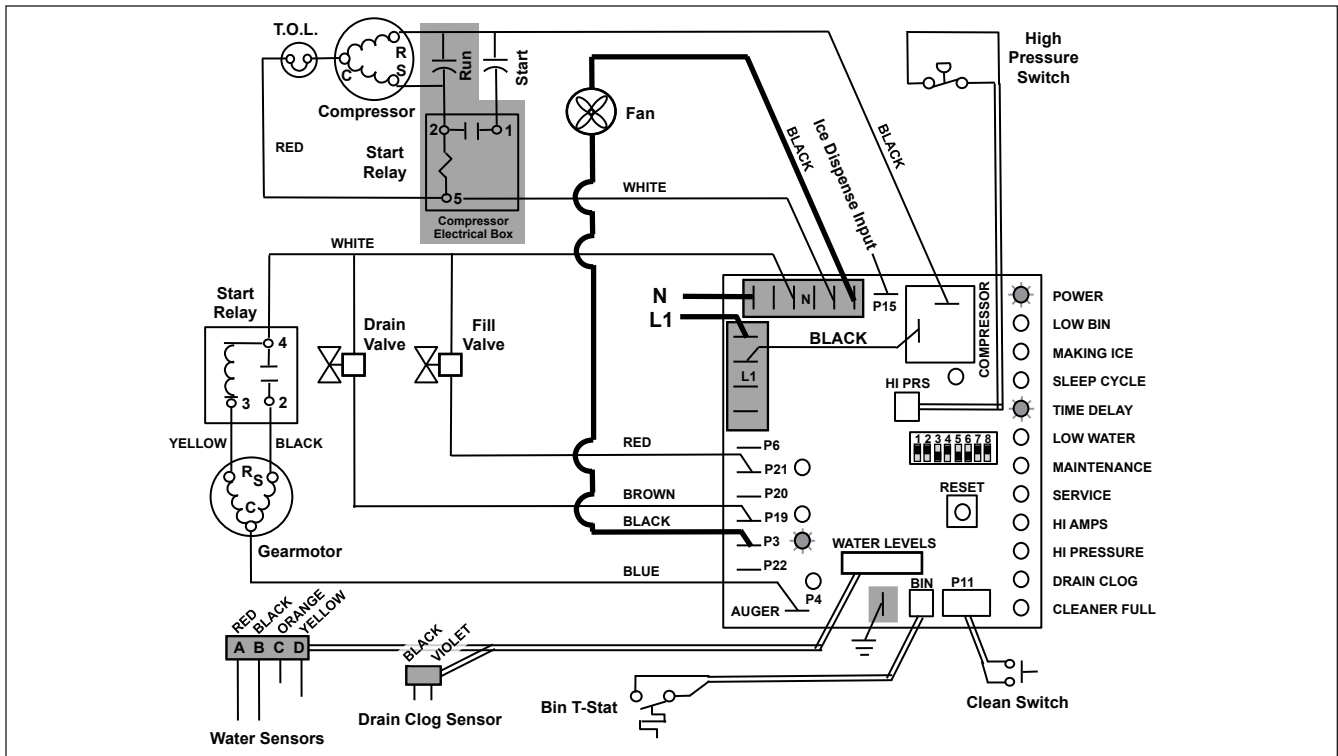 T.O.L.
R
S
C
Compressor
Run
Start
2
1
5
Start
Relay
Compressor
Electrical Box
RED
WHITE
Fan
BLACK
Ice Dispense Input
BLACK
High
Pressure
Switch
WHITE
Start
Relay
4
3
2
YELLOW
BLACK
R
S
C
Gearmotor
Drain
Valve
Fill
Valve
N
L1
N
P15
COMPRESSOR
BLACK
L1
HI PRS
1 2 3 4 5 6 7 8
RED
BROWN
BLACK
BLUE
P6
P21
P20
P19
P3
P22
P4
AUGER
RESET
WATER LEVELS
BIN
P11
POWER
LOW BIN
MAKING ICE
SLEEP CYCLE
TIME DELAY
LOW WATER
MAINTENANCE
SERVICE
HI AMPS
HI PRESSURE
DRAIN CLOG
CLEANER FULL
RED
BLACK
ORANGE
YELLOW
A B C D
Water Sensors
BLACK
VIOLET
Drain Clog Sensor
Bin T-Stat
Clean Switch